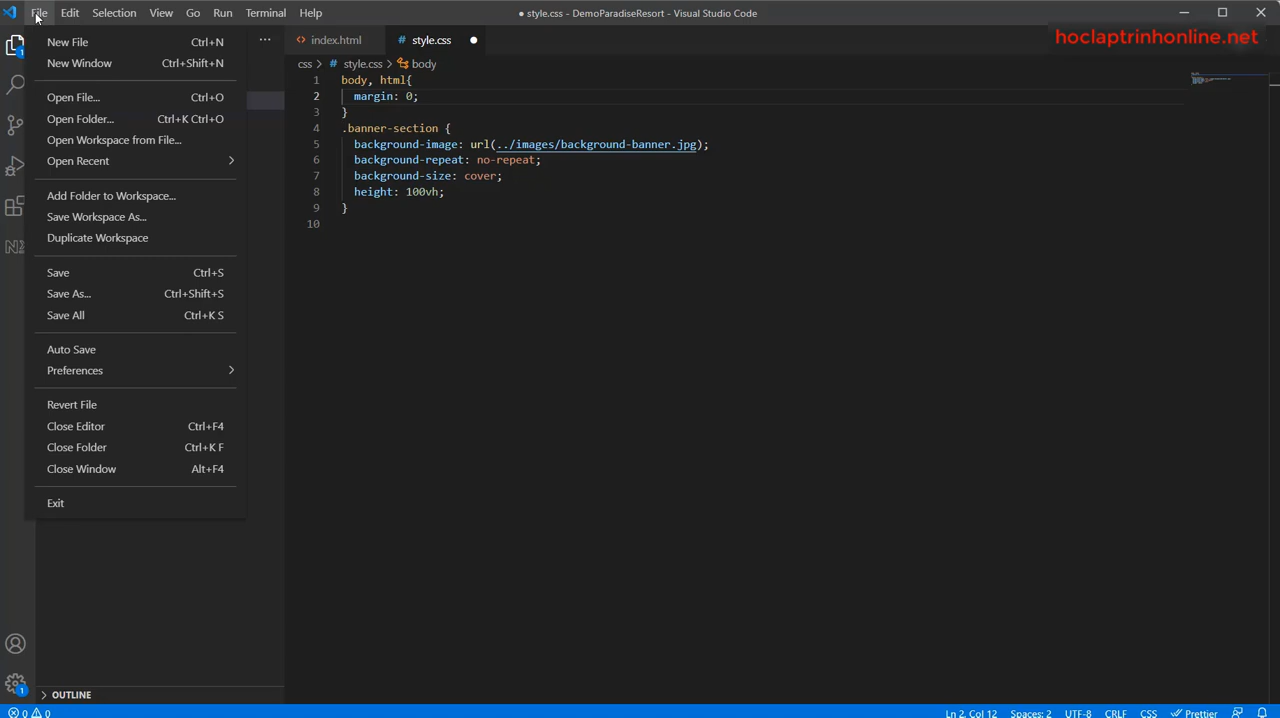 File Edit Selection View Go Run Terminal Help
● style.css - DemoParadiseResort - Visual Studio Code
hoclaptrinhonline.net
New File Ctrl+N
New Window Ctrl+Shift+N
Open File... Ctrl+O
Open Folder... Ctrl+K Ctrl+O
Open Workspace from File...
Open Recent
Add Folder to Workspace...
Save Workspace As...
Duplicate Workspace
Save Ctrl+S
Save As... Ctrl+Shift+S
Save All Ctrl+K S
Auto Save
Preferences
Revert File
Close Editor Ctrl+F4
Close Folder Ctrl+K F
Close Window Alt+F4
Exit
OUTLINE
index.html # style.css
css > # style.css > body
1 body, html{
2 margin: 0;
3 }
4 .banner-section {
5 background-image: url(../images/background-banner.jpg);
6 background-repeat: no-repeat;
7 background-size: cover;
8 height: 100vh;
9 }
10
1
1
0 0
Ln 2, Col 12 Spaces: 2 UTF-8 CRLF CSS Prettier